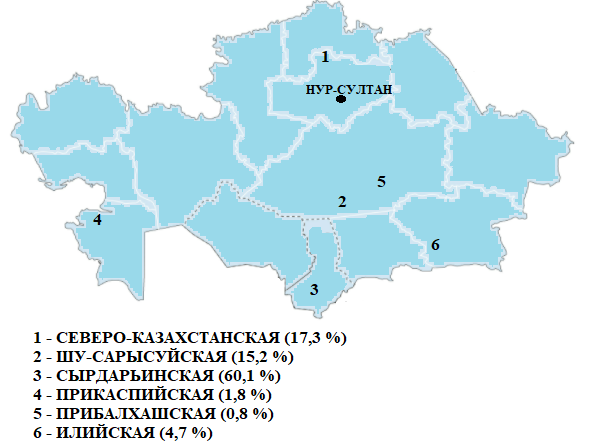 1
НУР-СУЛТАН
5
2
4
6
3
1 - СЕВЕРО-КАЗАХСТАНСКАЯ (17,3 %)
2 - ШУ-САРЫСУЙСКАЯ (15,2 %)
3 - СЫРДАРЬИНСКАЯ (60,1 %)
4 - ПРИКАСПИЙСКАЯ (1,8 %)
5 - ПРИБАЛХАШСКАЯ (0,8 %)
6 - ИЛИЙСКАЯ (4,7 %)